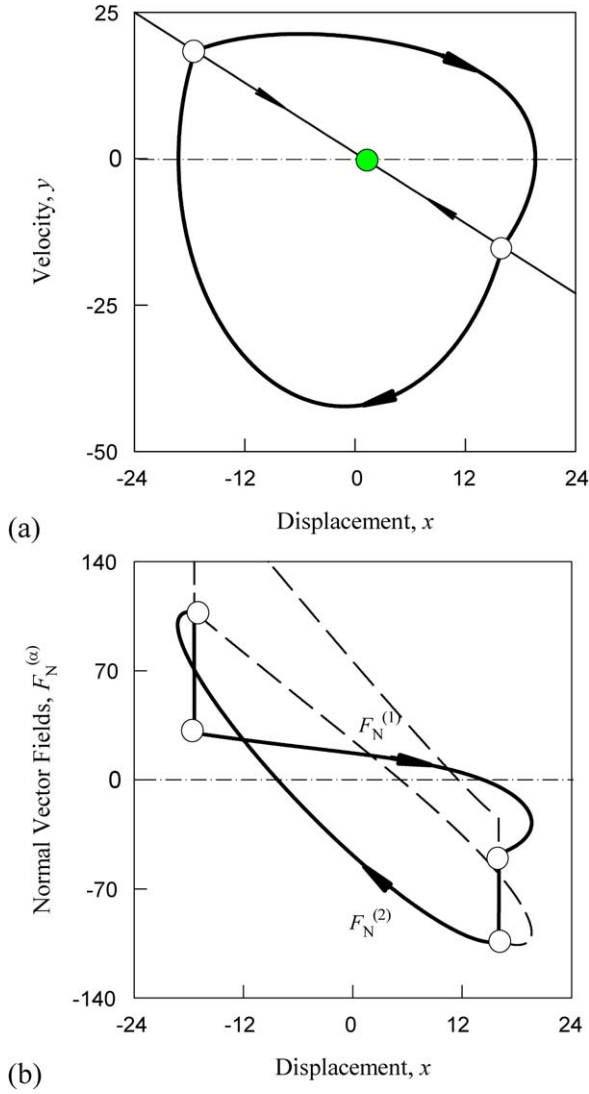 25
0
-25
-50
Velocity, y
-24 -12 0 12 24
Displacement, x
(a)
140
70
0
-70
-140
Normal Vector Fields, F_N^(α)
F_N^(1)
F_N^(2)
-24 -12 0 12 24
Displacement, x
(b)